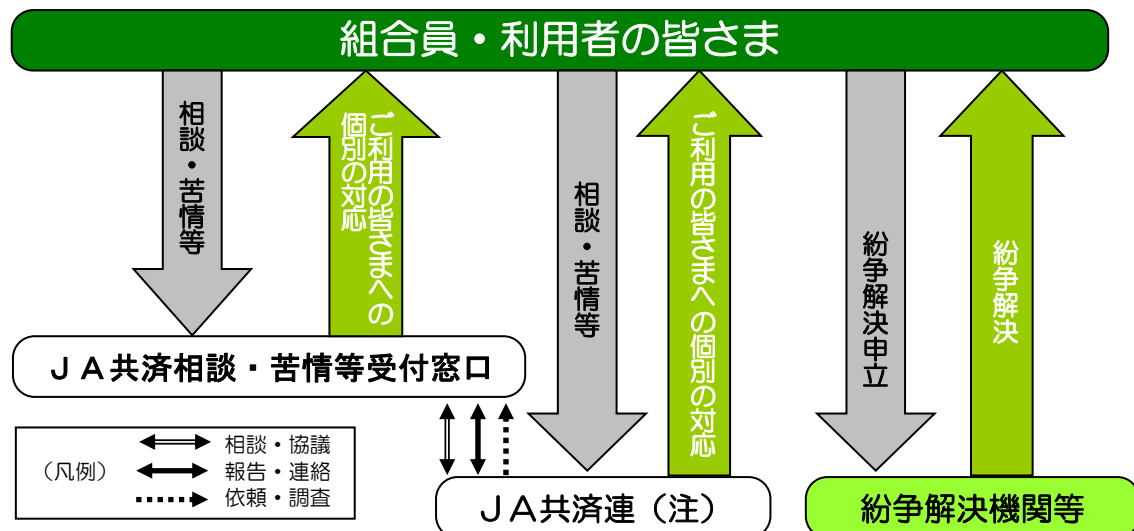 組合員・利用者の皆さま
相談・苦情等
ご利用の皆さまへの
個別の対応
相談・苦情等
ご利用の皆さまへの個別の対応
紛争解決申立
紛争解決
ＪＡ共済相談・苦情等受付窓口
（凡例）
相談・協議
報告・連絡
依頼・調査
ＪＡ共済連（注）
紛争解決機関等